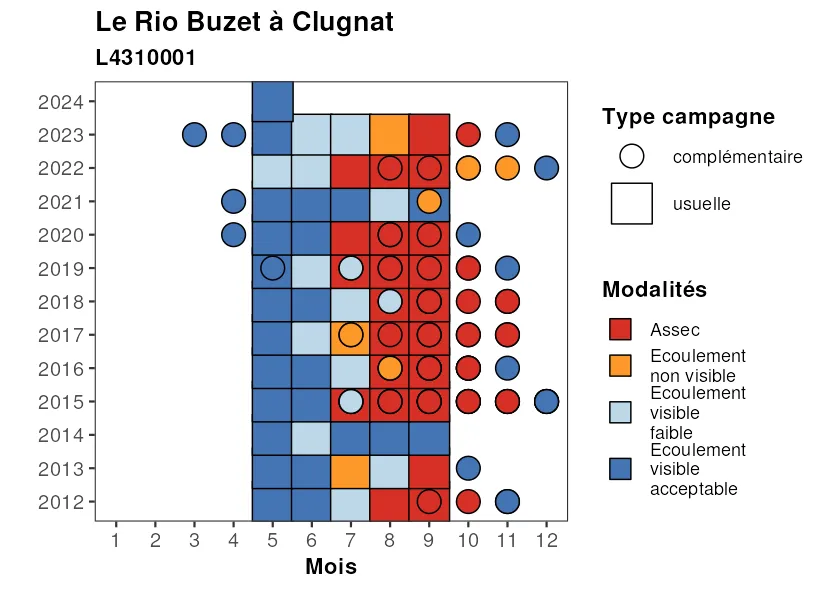 Le Rio Buzet à Clugnat
L4310001
2024
2023
2022
2021
2020
2019
2018
2017
2016
2015
2014
2013
2012
1 2 3 4 5 6 7 8 9 10 11 12
Mois
Type campagne
complémentaire
usuelle
Modalités
Assec
Ecoulement
non visible
Ecoulement
visible
faible
Ecoulement
visible
acceptable